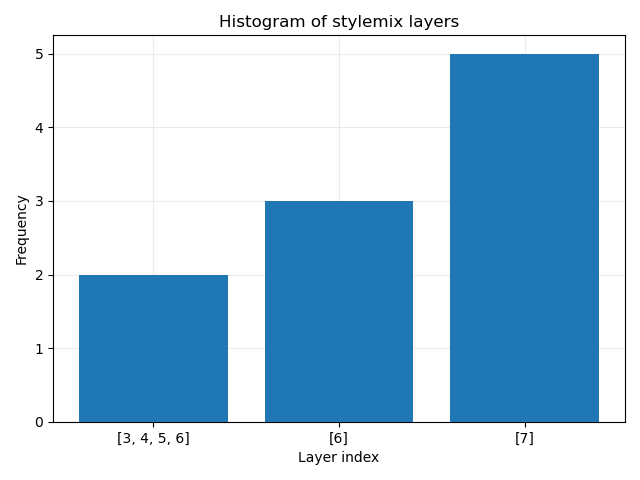 Histogram of stylemix layers
Frequency
5
4
3
2
1
0
[3, 4, 5, 6]
[6]
[7]
Layer index